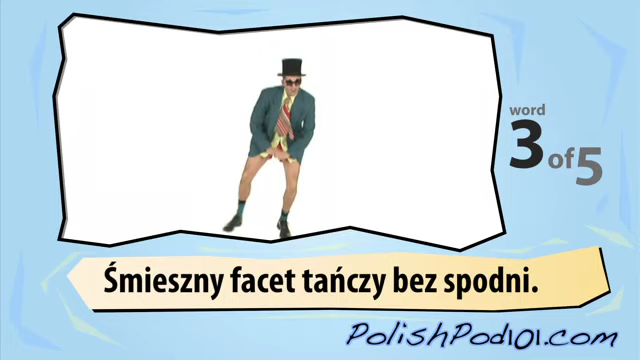 word
3 of 5
Śmieszny facet tańczy bez spodni.
PolishPod101.com